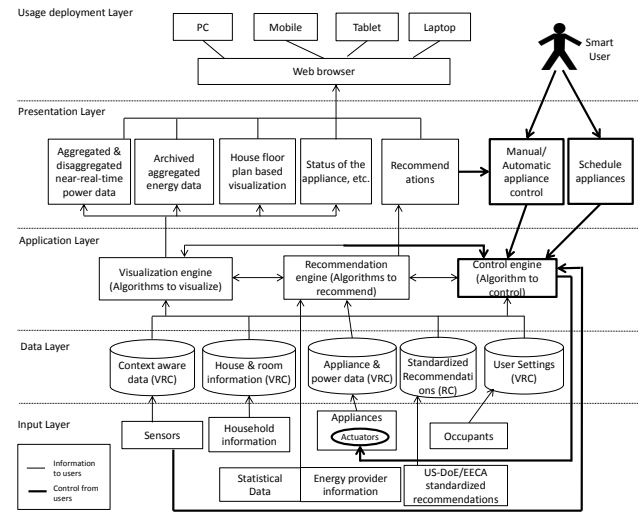 Usage deployment Layer
PC
Mobile
Tablet
Laptop
Smart
User
Web browser
Presentation Layer
Aggregated &
disaggregated
near-real-time
power data
Archived
aggregated
energy data
House floor
plan based
visualization
Status of the
appliance, etc.
Recommend
ations
Manual/
Automatic
appliance
control
Schedule
appliances
Application Layer
Visualization engine
(Algorithms to visualize)
Recommendation
engine (Algorithms to
recommend)
Control engine
(Algorithm to
control)
Data Layer
Context aware
data (VRC)
House & room
information (VRC)
Appliance &
power data (VRC)
Standardized
Recommendati
ons (RC)
User Settings
(VRC)
Input Layer
Sensors
Household
information
Appliances
Actuators
Occupants
Statistical
Data
Energy provider
information
US-DoE/EECA
standardized
recommendations
Information
to users
Control from
users